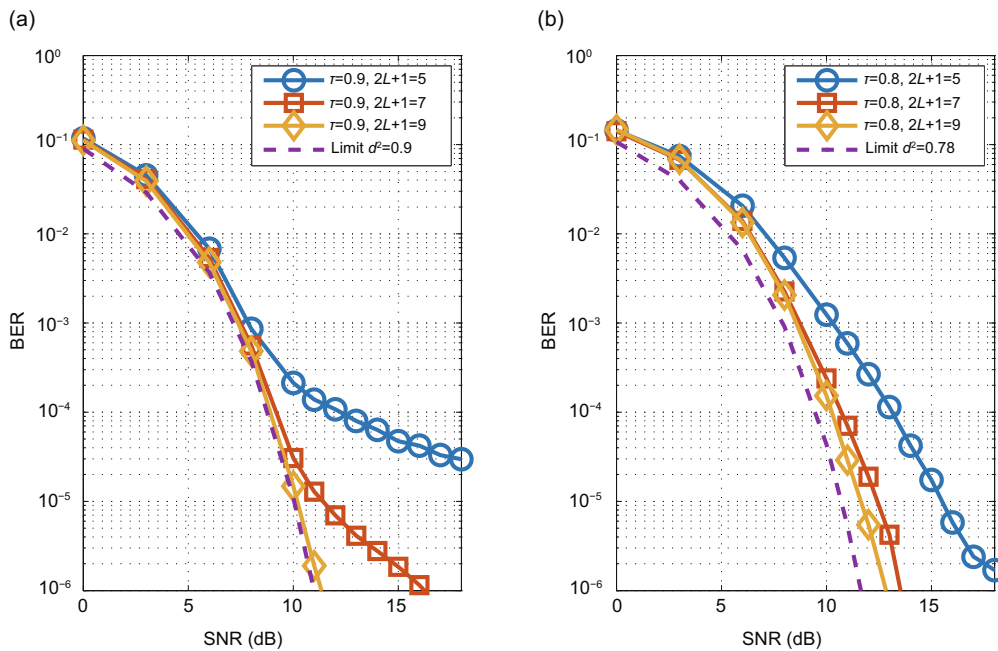 (a)
10⁰
10⁻¹
10⁻²
10⁻³
10⁻⁴
10⁻⁵
10⁻⁶
BER
0
5
10
15
SNR (dB)
τ=0.9, 2L+1=5
τ=0.9, 2L+1=7
τ=0.9, 2L+1=9
Limit d²=0.9
(b)
10⁰
10⁻¹
10⁻²
10⁻³
10⁻⁴
10⁻⁵
10⁻⁶
BER
0
5
10
15
SNR (dB)
τ=0.8, 2L+1=5
τ=0.8, 2L+1=7
τ=0.8, 2L+1=9
Limit d²=0.78